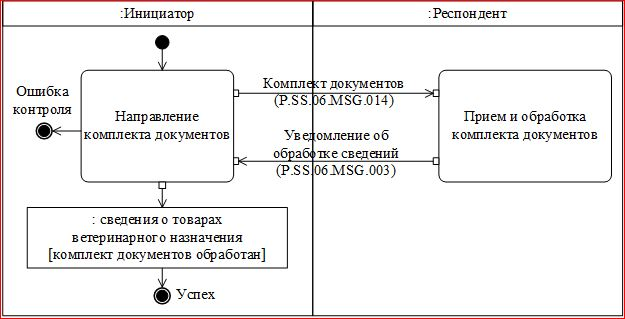 :Инициатор
:Респондент
Ошибка
контроля
Направление
комплекта документов
Комплект документов
(P.SS.06.MSG.014)
Прием и обработка
комплекта документов
Уведомление об
обработке сведений
(P.SS.06.MSG.003)
: сведения о товарах
ветеринарного назначения
[комплект документов обработан]
Успех